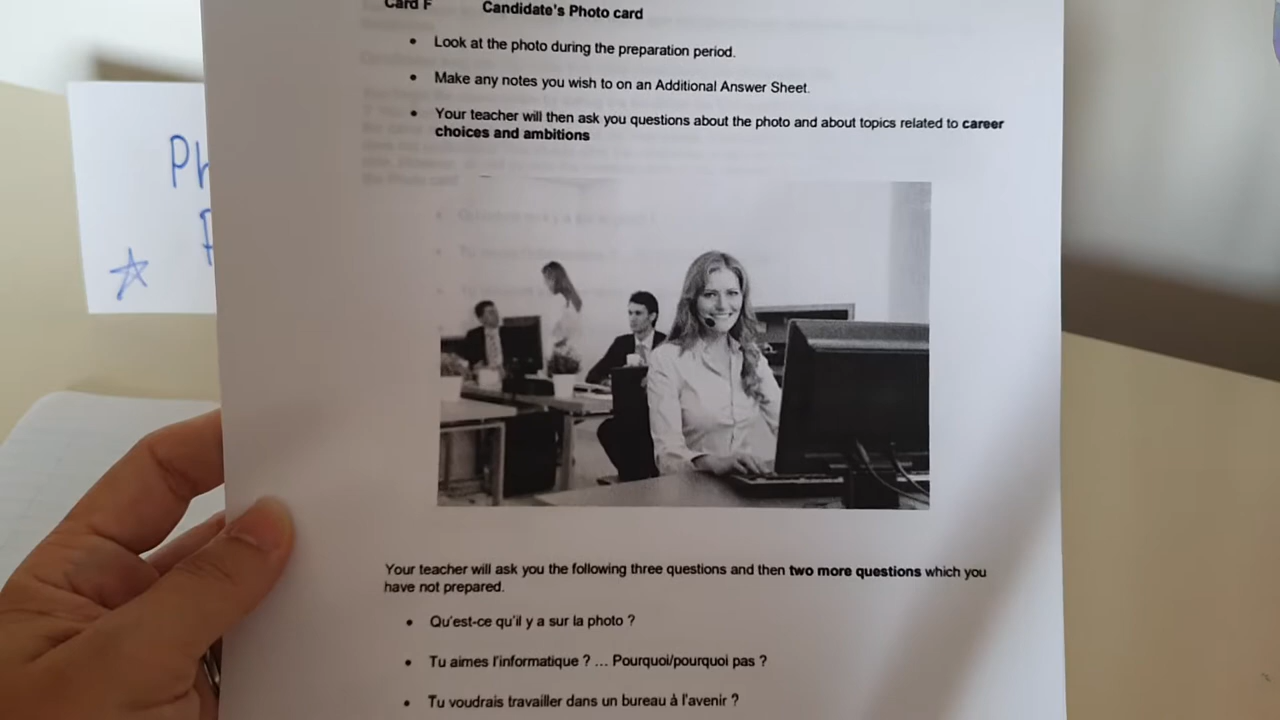 Card F Candidate's Photo card
• Look at the photo during the preparation period.
• Make any notes you wish to on an Additional Answer Sheet.
• Your teacher will then ask you questions about the photo and about topics related to career
choices and ambitions
Your teacher will ask you the following three questions and then two more questions which you
have not prepared.
• Qu'est-ce qu'il y a sur la photo ?
• Tu aimes l'informatique ? ... Pourquoi/pourquoi pas ?
• Tu voudrais travailler dans un bureau à l'avenir ?